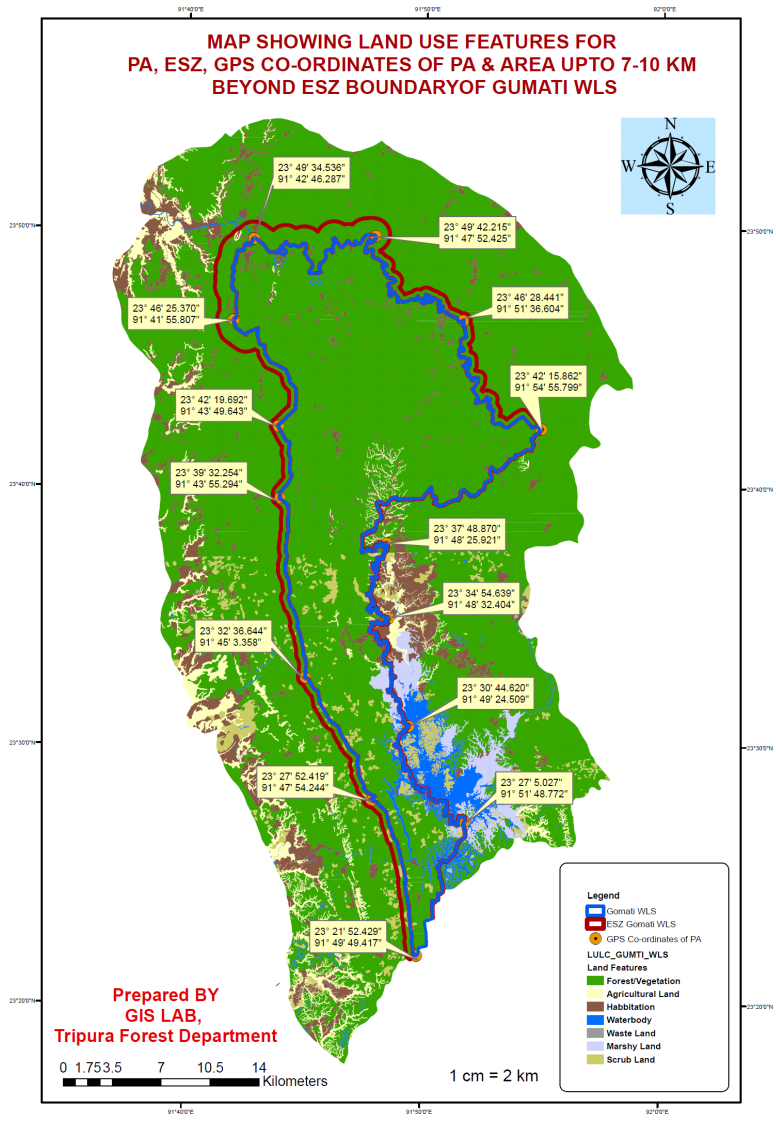 91°40'0"E
91°50'0"E
92°0'0"E
MAP SHOWING LAND USE FEATURES FOR
PA, ESZ, GPS CO-ORDINATES OF PA & AREA UPTO 7-10 KM
BEYOND ESZ BOUNDARYOF GUMATI WLS
N
W
E
S
23° 49' 34.536"
91° 42' 46.287"
23°50'0"N
23°50'0"N
23° 49' 42.215"
91° 47' 52.425"
23° 46' 25.370"
91° 41' 55.807"
23° 46' 28.441"
91° 51' 36.604"
23° 42' 15.862"
91° 54' 55.799"
23° 42' 19.692"
91° 43' 49.643"
23° 39' 32.254"
91° 43' 55.294"
23°40'0"N
23°40'0"N
23° 37' 48.870"
91° 48' 25.921"
23° 34' 54.639"
91° 48' 32.404"
23° 32' 36.644"
91° 45' 3.358"
23° 30' 44.620"
91° 49' 24.509"
23°30'0"N
23°30'0"N
23° 27' 52.419"
91° 47' 54.244"
23° 27' 5.027"
91° 51' 48.772"
23° 21' 52.429"
91° 49' 49.417"
Legend
Gomati WLS
ESZ Gomati WLS
GPS Co-ordinates of PA
LULC_GUMTI_WLS
Land Features
Forest/Vegetation
Agricultural Land
Habbitation
Waterbody
Waste Land
Marshy Land
Scrub Land
23°20'0"N
23°20'0"N
Prepared BY
GIS LAB,
Tripura Forest Department
0 1.753.5 7 10.5 14
Kilometers
1 cm = 2 km
91°40'0"E
91°50'0"E
92°0'0"E